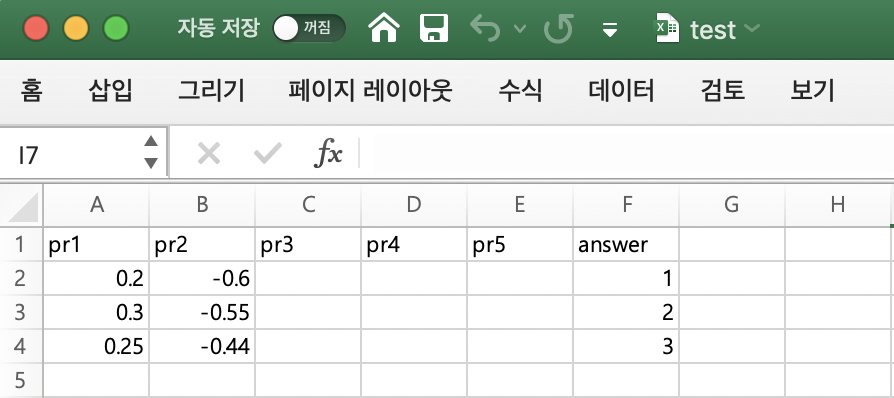 자동 저장 꺼짐 test
홈 삽입 그리기 페이지 레이아웃 수식 데이터 검토 보기
I7 fx
A B C D E F G H
1 pr1 pr2 pr3 pr4 pr5 answer
2 0.2 -0.6 1
3 0.3 -0.55 2
4 0.25 -0.44 3
5